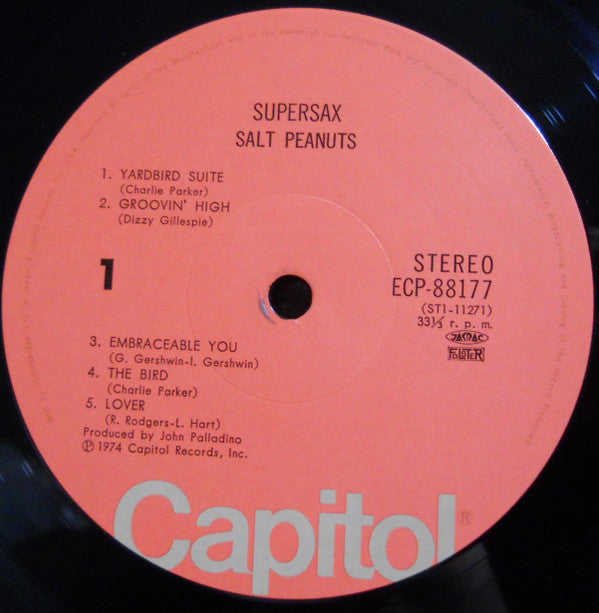 SUPERSAX
SALT PEANUTS
1. YARDBIRD SUITE
(Charlie Parker)
2. GROOVIN' HIGH
(Dizzy Gillespie)
1
STEREO
ECP-88177
(ST1-11271)
33⅓ r. p. m.
JASRAC
3. EMBRACEABLE YOU
(G. Gershwin-I. Gershwin)
4. THE BIRD
(Charlie Parker)
5. LOVER
(R. Rodgers-L. Hart)
Produced by John Palladino
℗ 1974 Capitol Records, Inc.
Capitol®